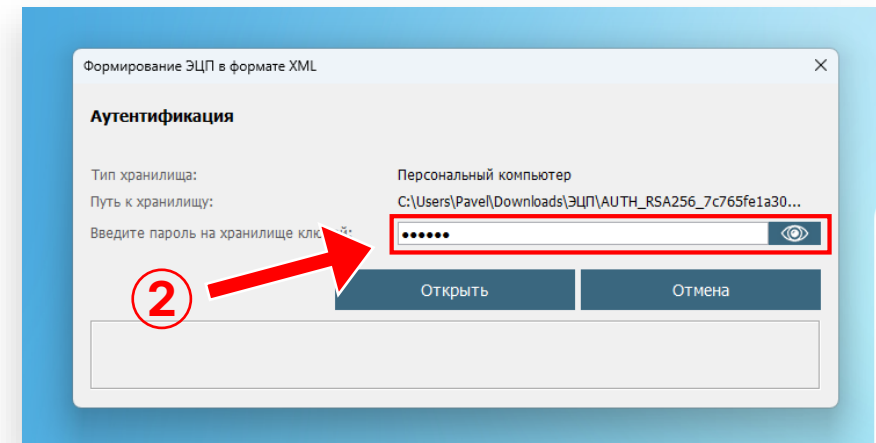 Формирование ЭЦП в формате XML
Аутентификация
Тип хранилища: Персональный компьютер
Путь к хранилищу: C:\Users\Pavel\Downloads\ЭЦП\AUTH_RSA256_7c765fe1a30...
Введите пароль на хранилище ••••••
2
Открыть Отмена